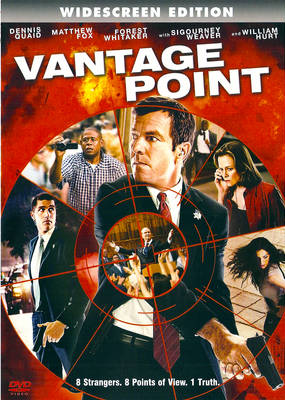 WIDESCREEN EDITION
DENNIS QUAID MATTHEW FOX FOREST WHITAKER with SIGOURNEY WEAVER and WILLIAM HURT
VANTAGE
POINT
8 Strangers. 8 Points of View. 1 Truth.
DVD
VIDEO